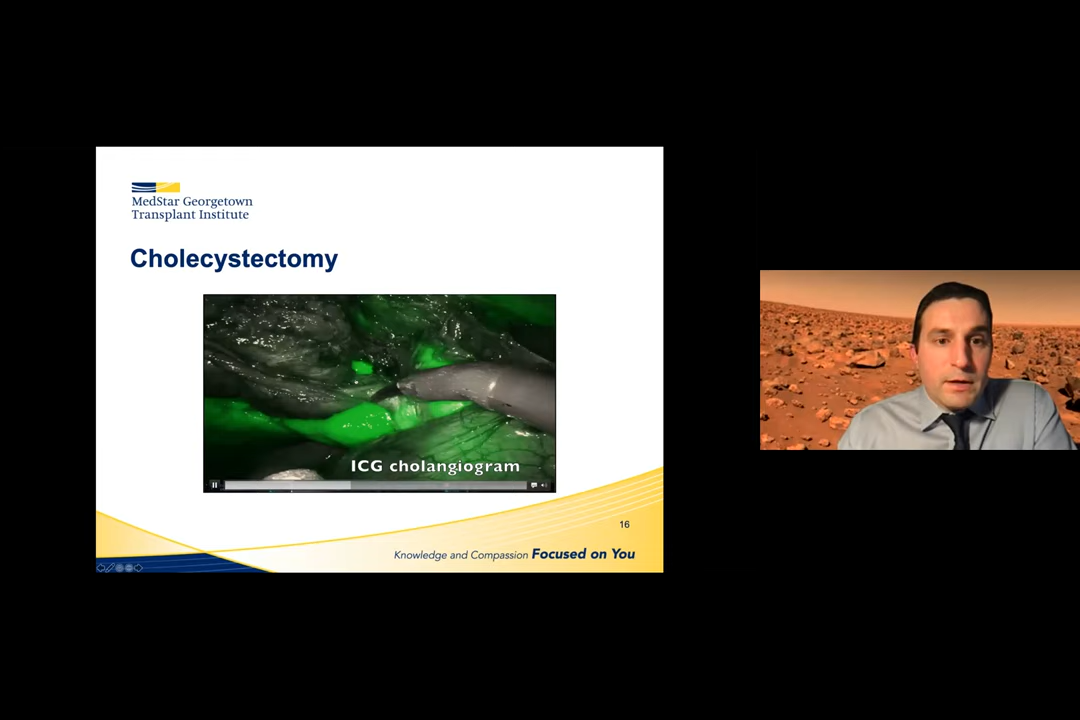 MedStar Georgetown
Transplant Institute
Cholecystectomy
ICG cholangiogram
16
Knowledge and Compassion Focused on You